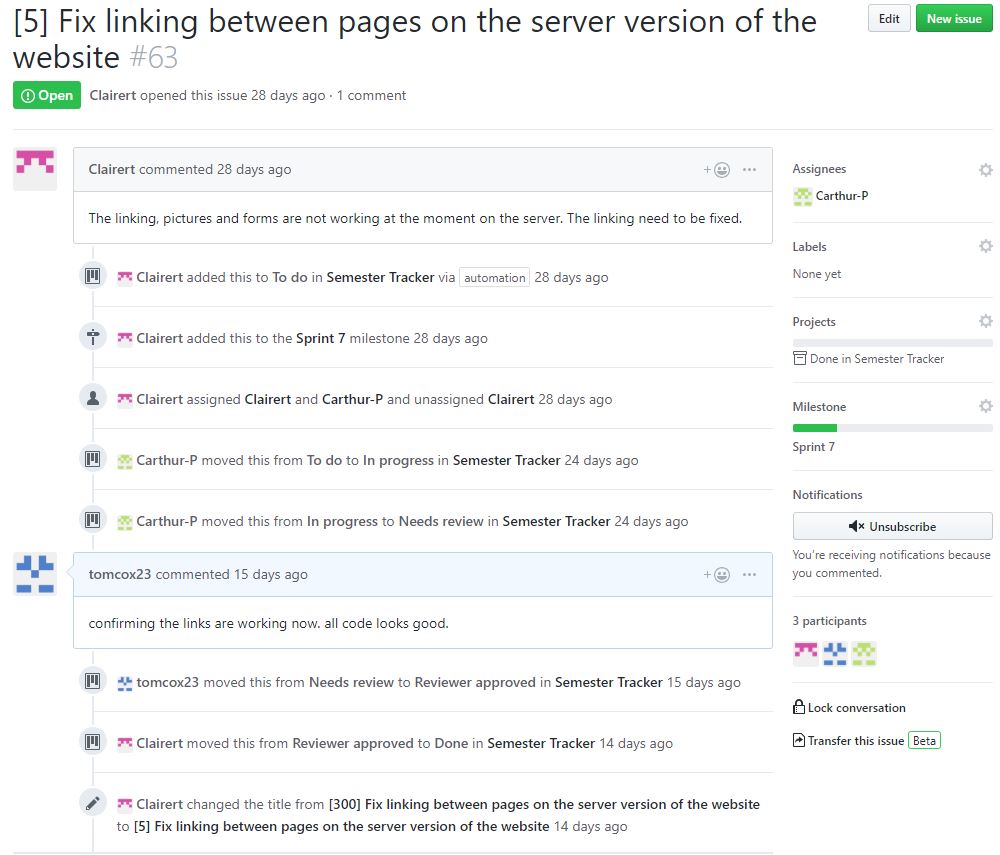 [5] Fix linking between pages on the server version of the
website #63
Edit
New issue
Open
Clairert opened this issue 28 days ago · 1 comment
Clairert commented 28 days ago
The linking, pictures and forms are not working at the moment on the server. The linking need to be fixed.
Clairert added this to To do in Semester Tracker via automation 28 days ago
Clairert added this to the Sprint 7 milestone 28 days ago
Clairert assigned Clairert and Carthur-P and unassigned Clairert 28 days ago
Carthur-P moved this from To do to In progress in Semester Tracker 24 days ago
Carthur-P moved this from In progress to Needs review in Semester Tracker 24 days ago
tomcox23 commented 15 days ago
confirming the links are working now. all code looks good.
tomcox23 moved this from Needs review to Reviewer approved in Semester Tracker 15 days ago
Clairert moved this from Reviewer approved to Done in Semester Tracker 14 days ago
Clairert changed the title from [300] Fix linking between pages on the server version of the website
to [5] Fix linking between pages on the server version of the website 14 days ago
Assignees
Carthur-P
Labels
None yet
Projects
Done in Semester Tracker
Milestone
Sprint 7
Notifications
Unsubscribe
You're receiving notifications because
you commented.
3 participants
Lock conversation
Transfer this issue Beta